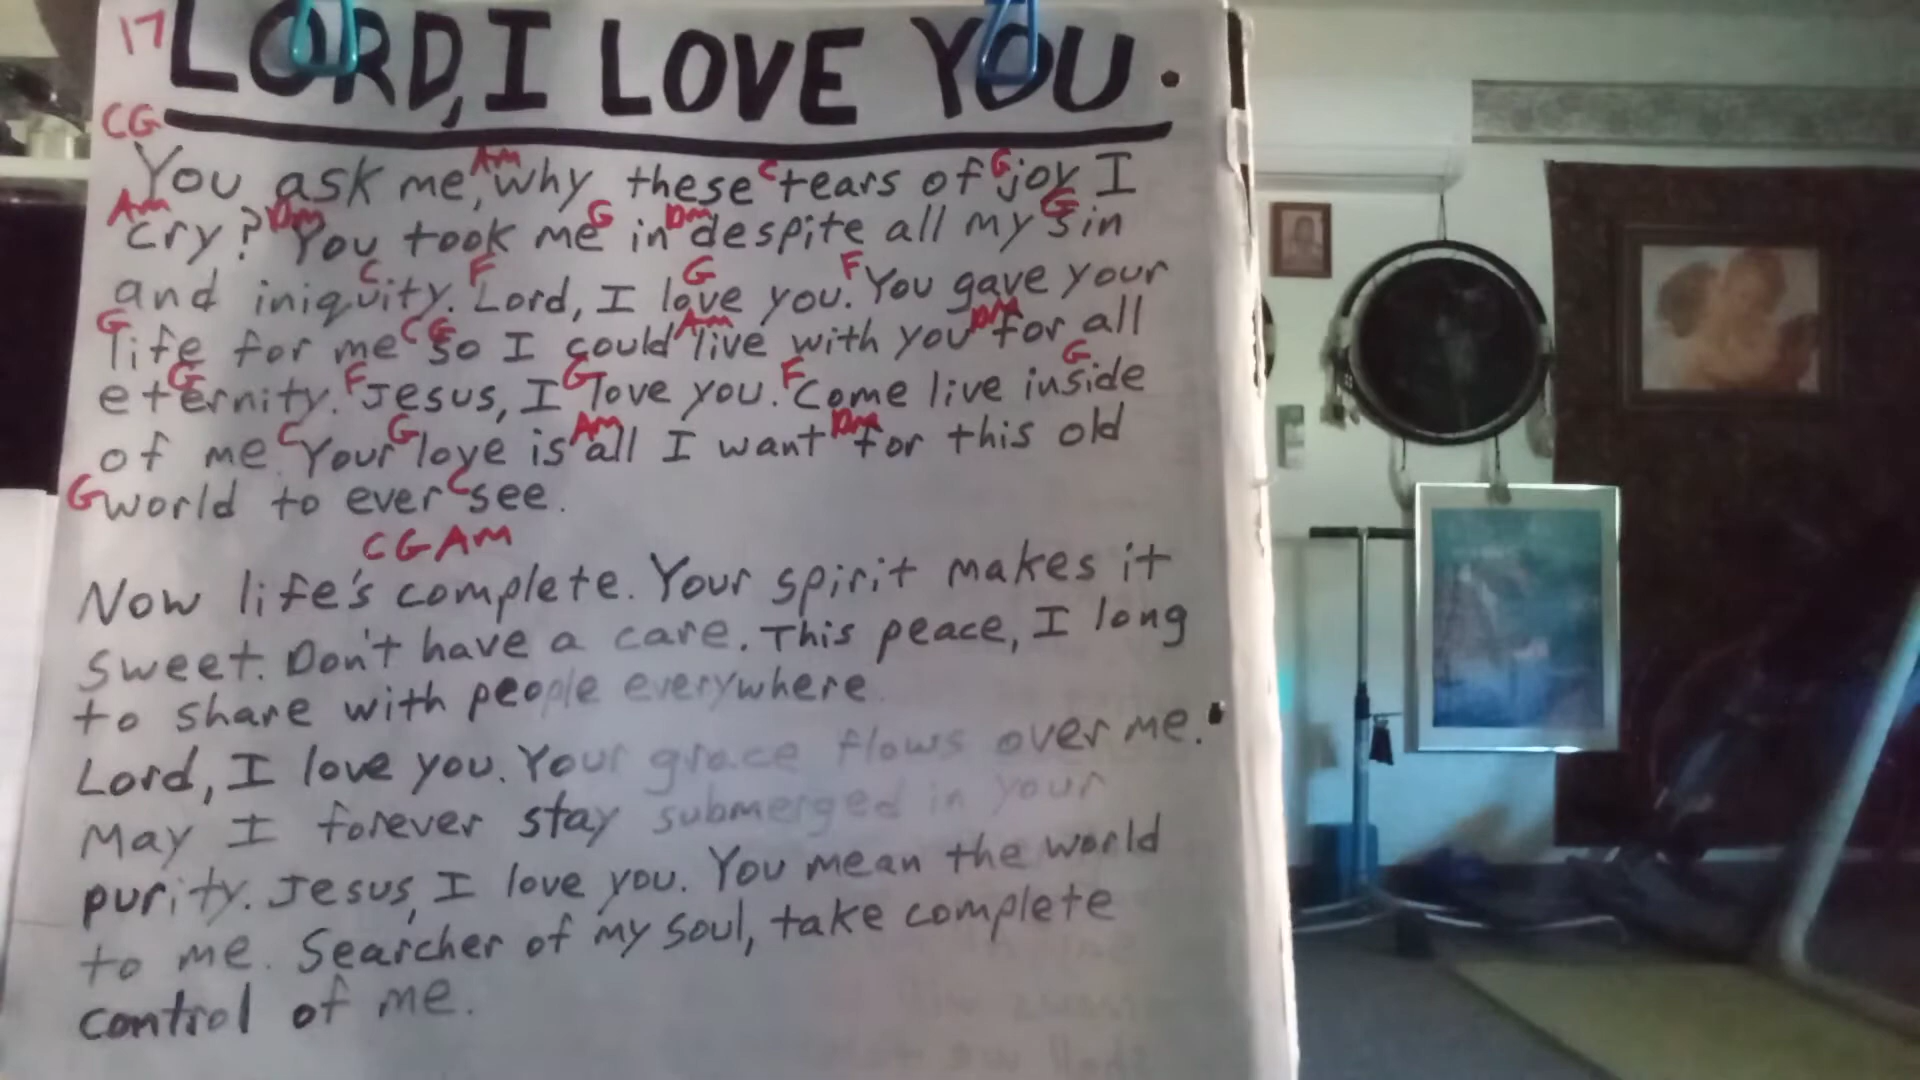 17 LORD, I LOVE YOU.
C G
Am C G
You ask me, why these tears of joy I
Am Dm G Dm G
cry? You took me in despite all my sin
C F G F
and iniquity. Lord, I love you. You gave your
G C G Am Dm
life for me so I could live with you for all
G F G F G
eternity. Jesus, I love you. Come live inside
C G Am Dm
of me. Your love is all I want for this old
G C
world to ever see.
C G Am
Now life's complete. Your spirit makes it
sweet. Don't have a care. This peace, I long
to share with people everywhere.
Lord, I love you. Your grace flows over me.
May I forever stay submerged in your
purity. Jesus, I love you. You mean the world
to me. Searcher of my soul, take complete
control of me.